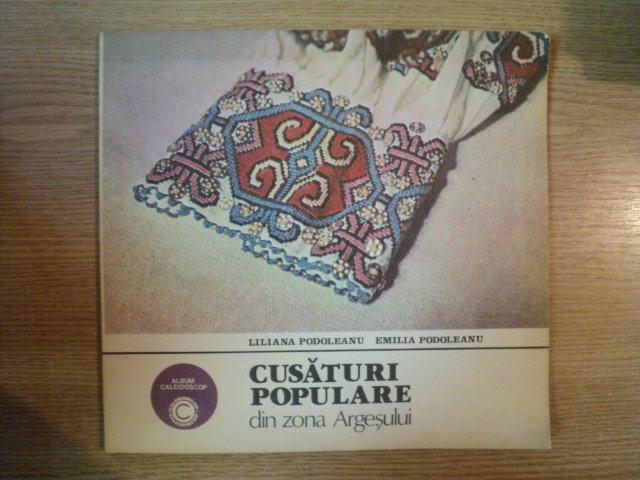 LILIANA PODOLEANU EMILIA PODOLEANU
CUSĂTURI
POPULARE
din zona Argeșului
ALBUM
CALEIDOSCOP
C